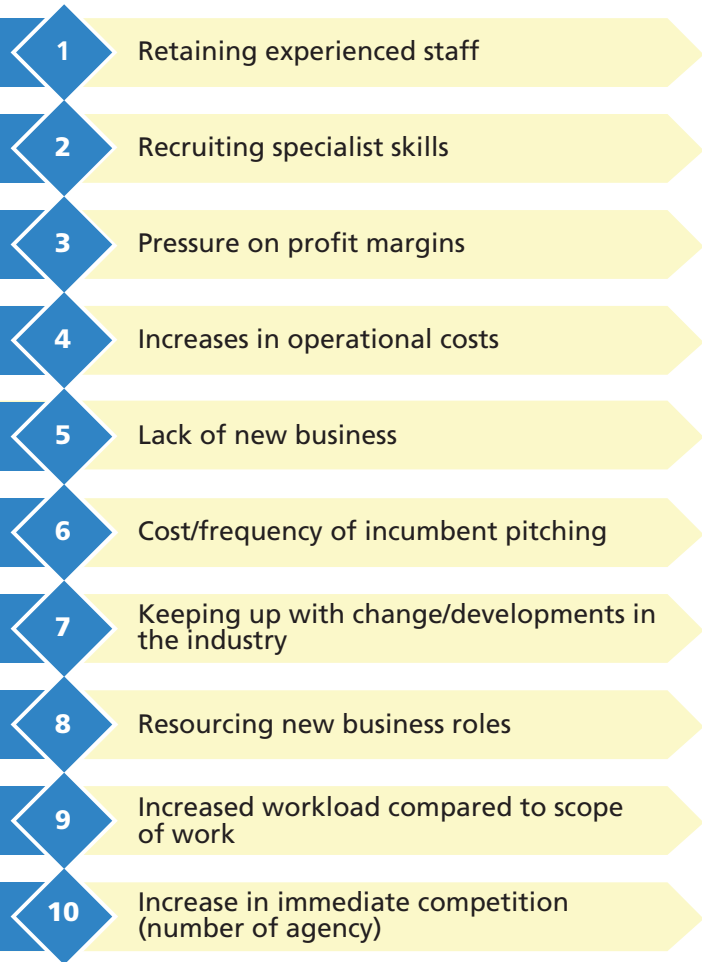 1 Retaining experienced staff
2 Recruiting specialist skills
3 Pressure on profit margins
4 Increases in operational costs
5 Lack of new business
6 Cost/frequency of incumbent pitching
7 Keeping up with change/developments in
the industry
8 Resourcing new business roles
9 Increased workload compared to scope
of work
10 Increase in immediate competition
(number of agency)